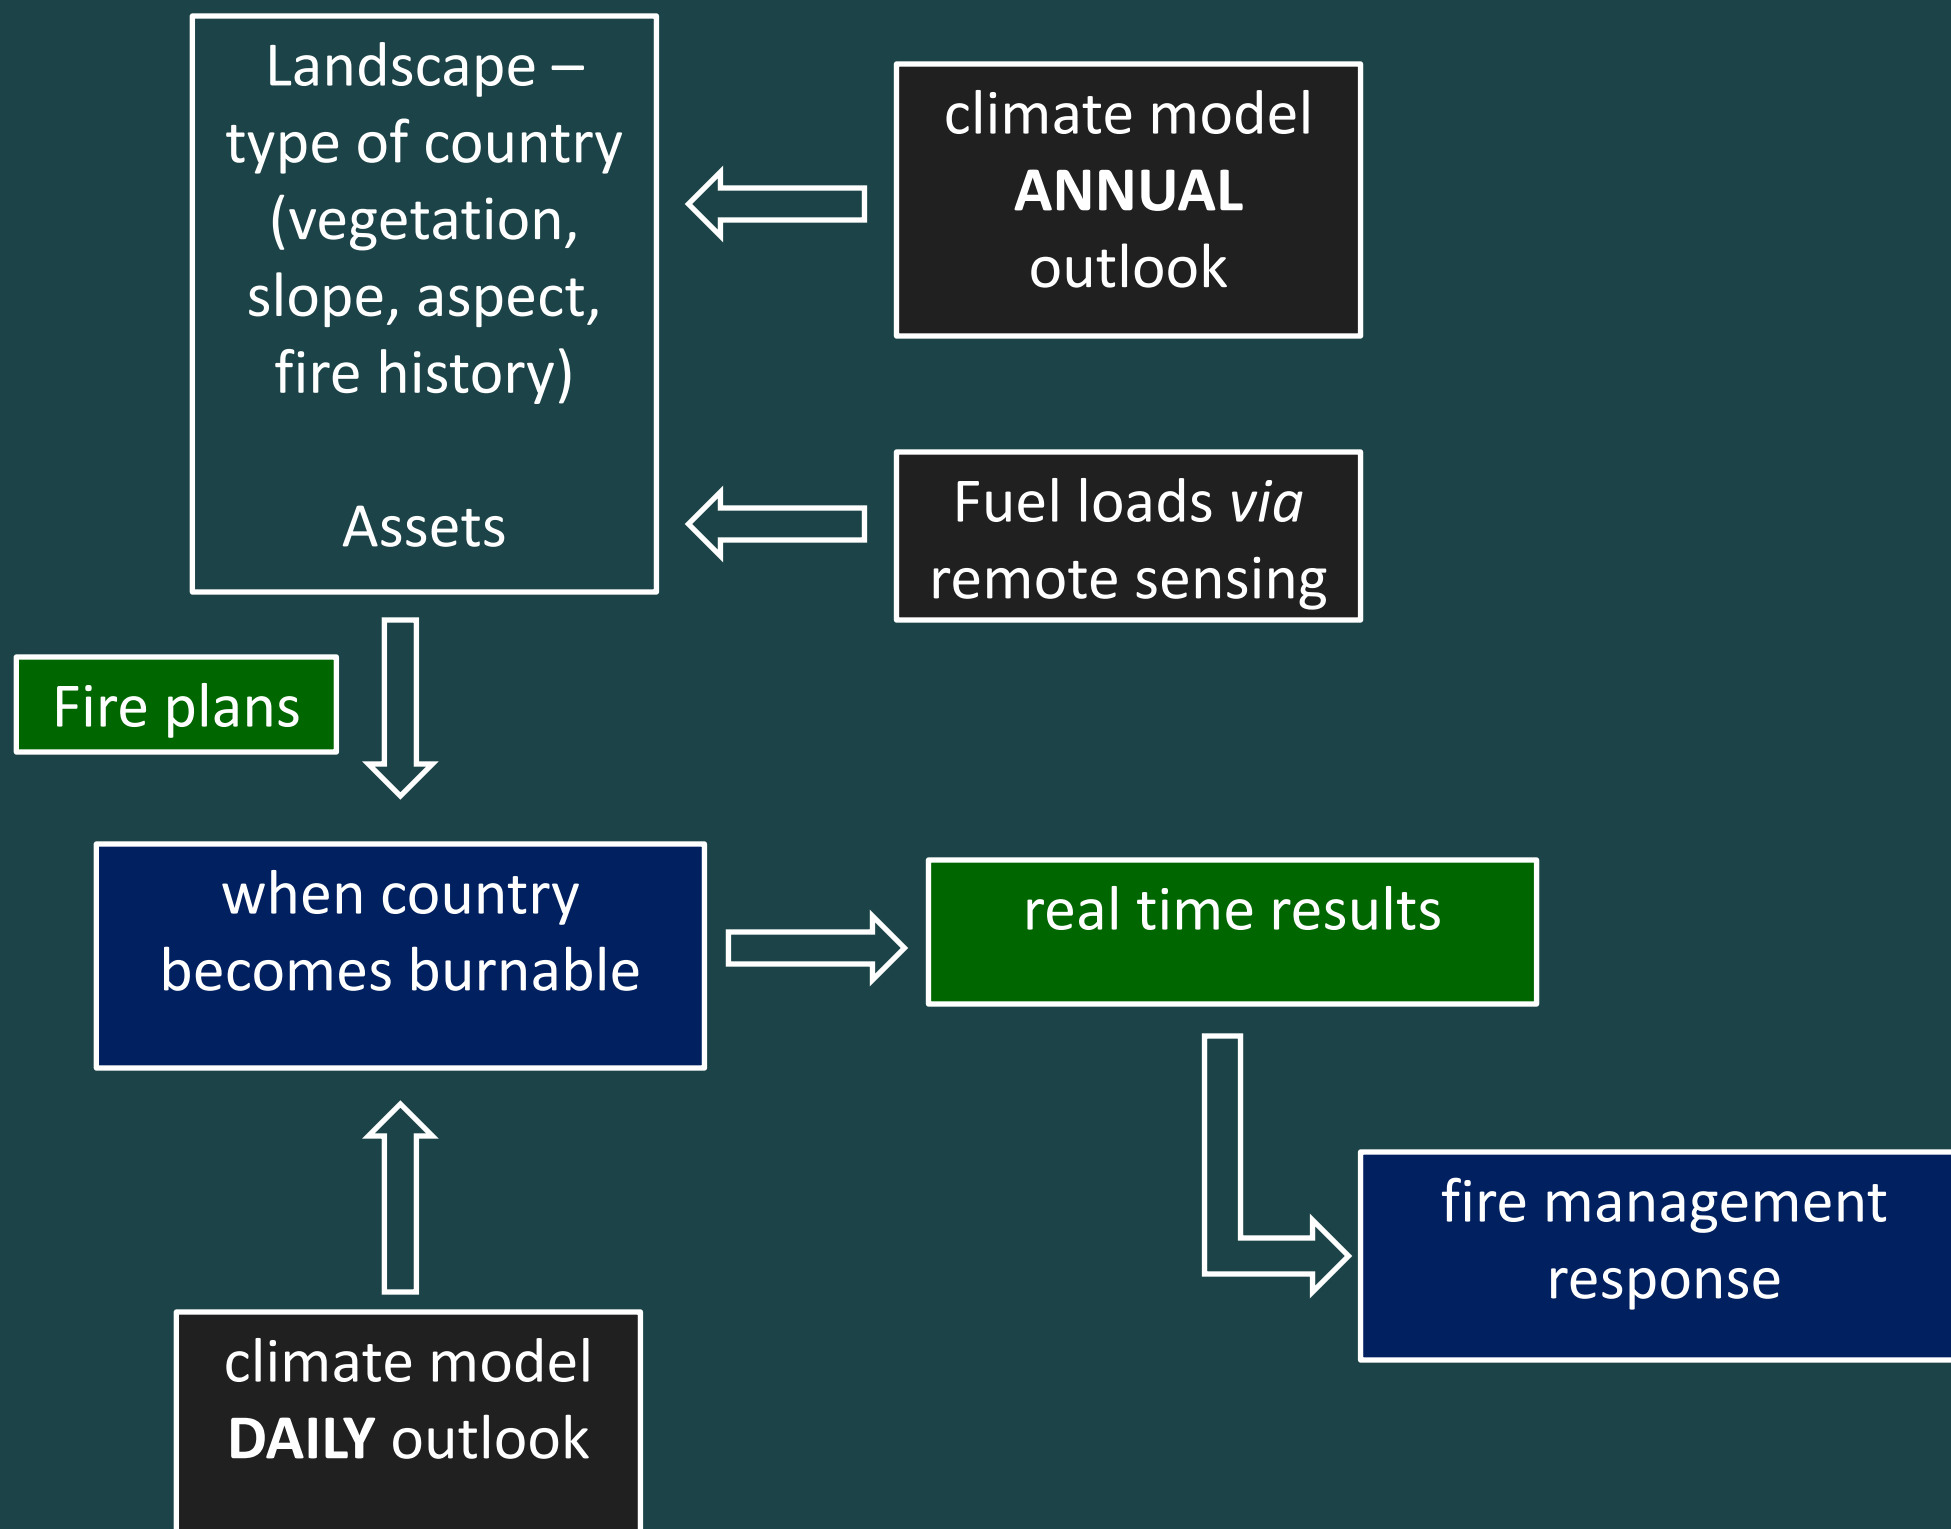 Landscape –
type of country
(vegetation,
slope, aspect,
fire history)
Assets
climate model
ANNUAL
outlook
Fuel loads via
remote sensing
Fire plans
when country
becomes burnable
real time results
fire management
response
climate model
DAILY outlook